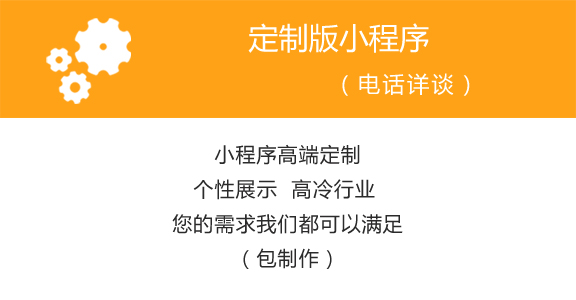 定制版小程序
（电话详谈）
小程序高端定制
个性展示 高冷行业
您的需求我们都可以满足
（包制作）